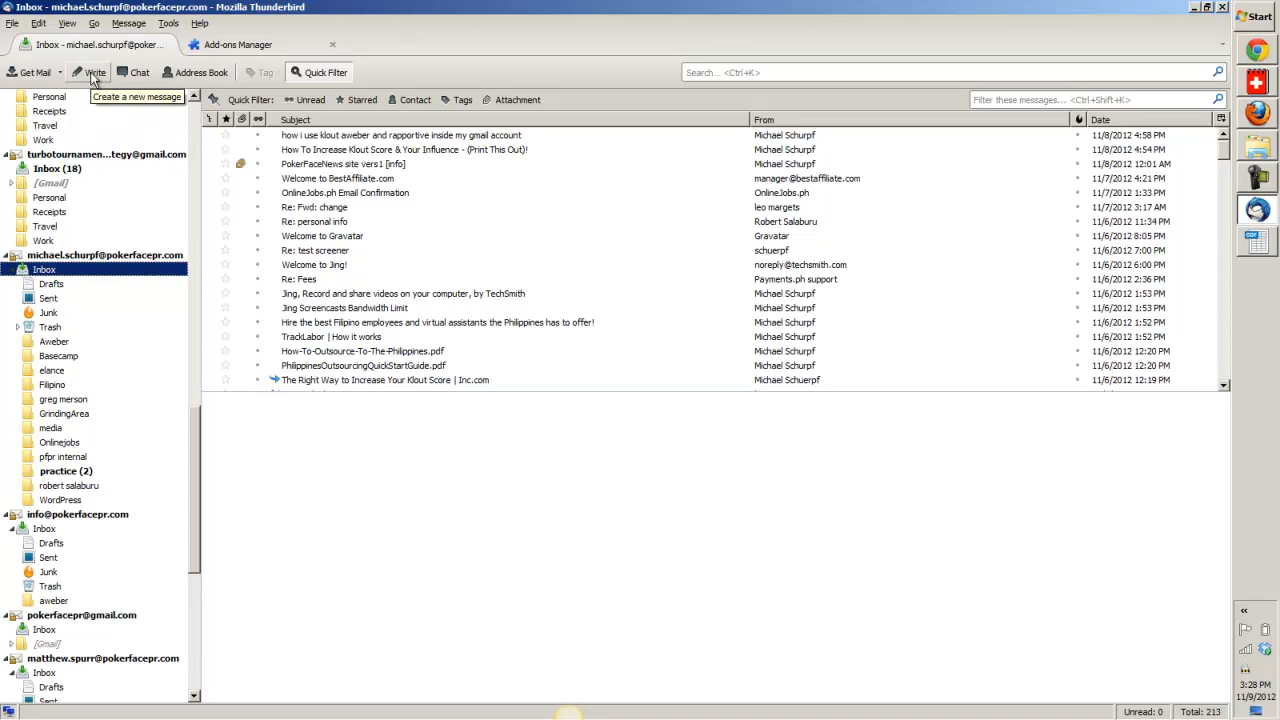 Inbox - michael.schurpf@pokerfacepr.com - Mozilla Thunderbird
File Edit View Go Message Tools Help
Inbox - michael.schurpf@poker... Add-ons Manager
Get Mail Write Chat Address Book Tag Quick Filter Search... <Ctrl+K>
Create a new message
Quick Filter: Unread Starred Contact Tags Attachment Filter these messages... <Ctrl+Shift+K>
Subject From Date
how i use klout aweber and rapportive inside my gmail account Michael Schurpf 11/8/2012 4:58 PM
How To Increase Klout Score & Your Influence - (Print This Out)! Michael Schurpf 11/8/2012 4:54 PM
PokerFaceNews site vers1 [info] Michael Schurpf 11/8/2012 12:01 AM
Welcome to BestAffiliate.com manager@bestaffiliate.com 11/7/2012 4:21 PM
OnlineJobs.ph Email Confirmation OnlineJobs.ph 11/7/2012 1:33 PM
Re: Fwd: change leo margets 11/7/2012 3:17 AM
Re: personal info Robert Salaburu 11/6/2012 11:34 PM
Welcome to Gravatar Gravatar 11/6/2012 8:05 PM
Re: test screener schuerpf 11/6/2012 7:00 PM
Welcome to Jing! noreply@techsmith.com 11/6/2012 6:00 PM
Re: Fees Payments.ph support 11/6/2012 2:36 PM
Jing, Record and share videos on your computer, by TechSmith Michael Schurpf 11/6/2012 1:53 PM
Jing Screencasts Bandwidth Limit Michael Schurpf 11/6/2012 1:53 PM
Hire the best Filipino employees and virtual assistants the Philippines has to offer! Michael Schurpf 11/6/2012 1:52 PM
TrackLabor | How it works Michael Schurpf 11/6/2012 1:52 PM
How-To-Outsource-To-The-Philippines.pdf Michael Schurpf 11/6/2012 12:20 PM
PhilippinesOutsourcingQuickStartGuide.pdf Michael Schurpf 11/6/2012 12:20 PM
The Right Way to Increase Your Klout Score | Inc.com Michael Schuerpf 11/6/2012 12:19 PM
Personal
Receipts
Travel
Work
turbotournamen...tegy@gmail.com
Inbox (18)
[Gmail]
Personal
Receipts
Travel
Work
michael.schurpf@pokerfacepr.com
Inbox
Drafts
Sent
Junk
Trash
Aweber
Basecamp
elance
Filipino
greg merson
GrindingArea
media
Onlinejobs
pfpr internal
practice (2)
robert salaburu
WordPress
info@pokerfacepr.com
Inbox
Drafts
Sent
Junk
Trash
aweber
pokerfacepr@gmail.com
Inbox
[Gmail]
matthew.spurr@pokerfacepr.com
Inbox
Drafts
Sent
Unread: 0 Total: 213
Start
3:28 PM
11/9/2012